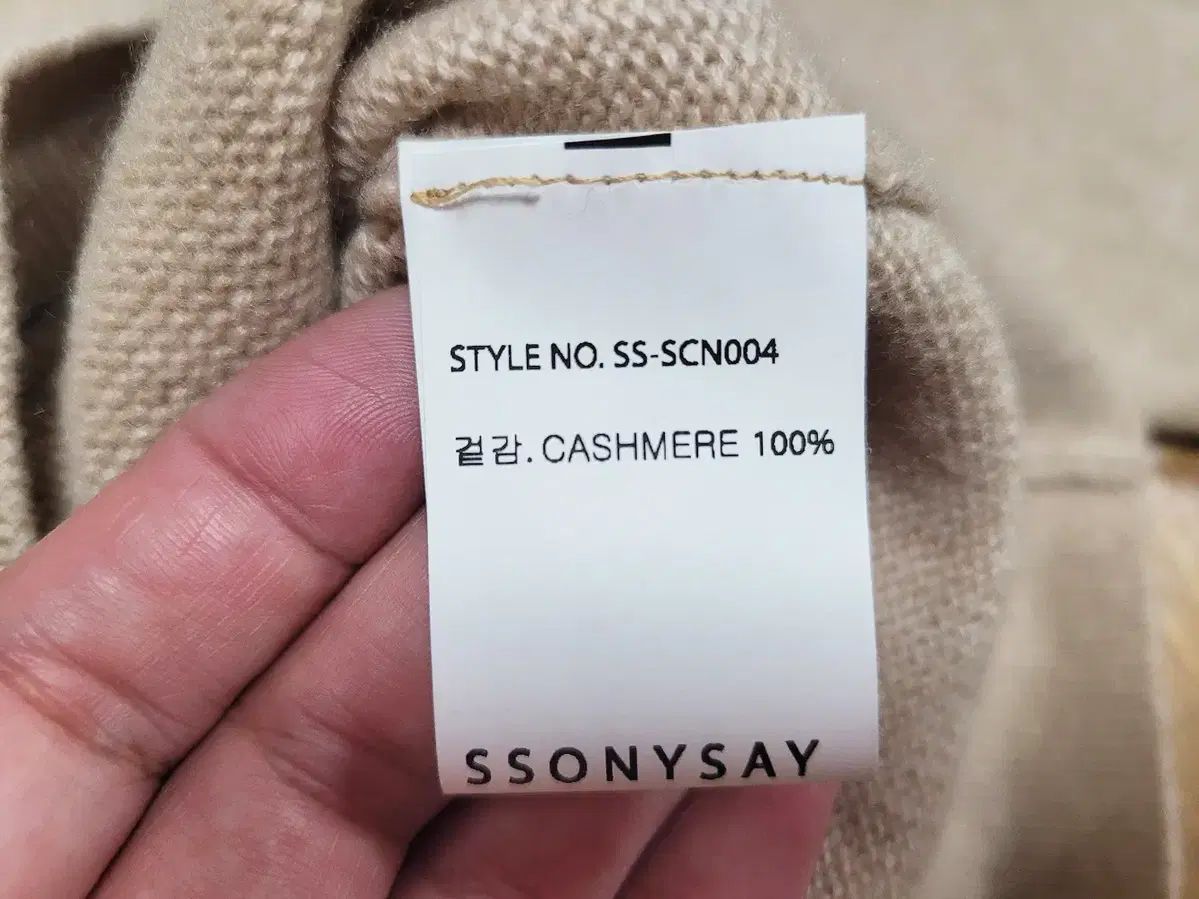 STYLE NO. SS-SCN004
겉감. CASHMERE 100%
SSONYSAY